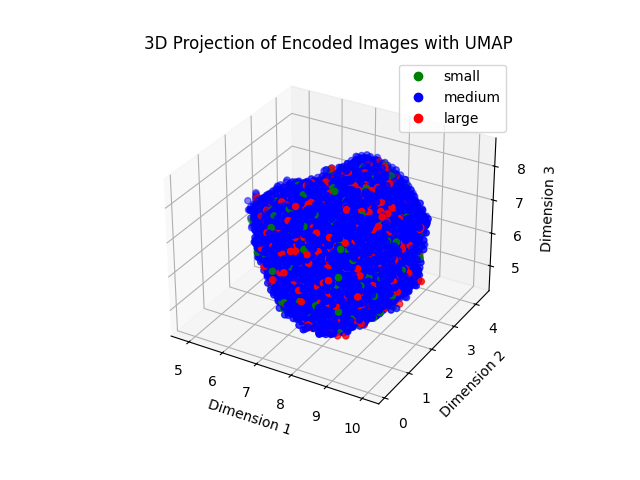 3D Projection of Encoded Images with UMAP
small
medium
large
5
6
7
8
9
10
Dimension 1
0
1
2
3
4
Dimension 2
5
6
7
8
Dimension 3